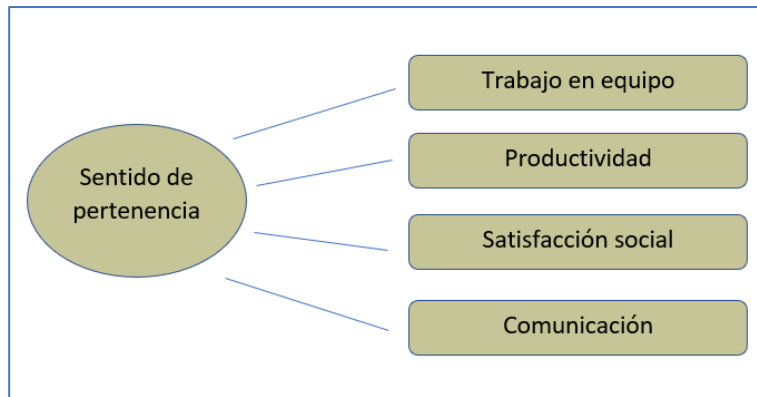 Trabajo en equipo
Productividad
Sentido de
pertenencia
Satisfacción social
Comunicación